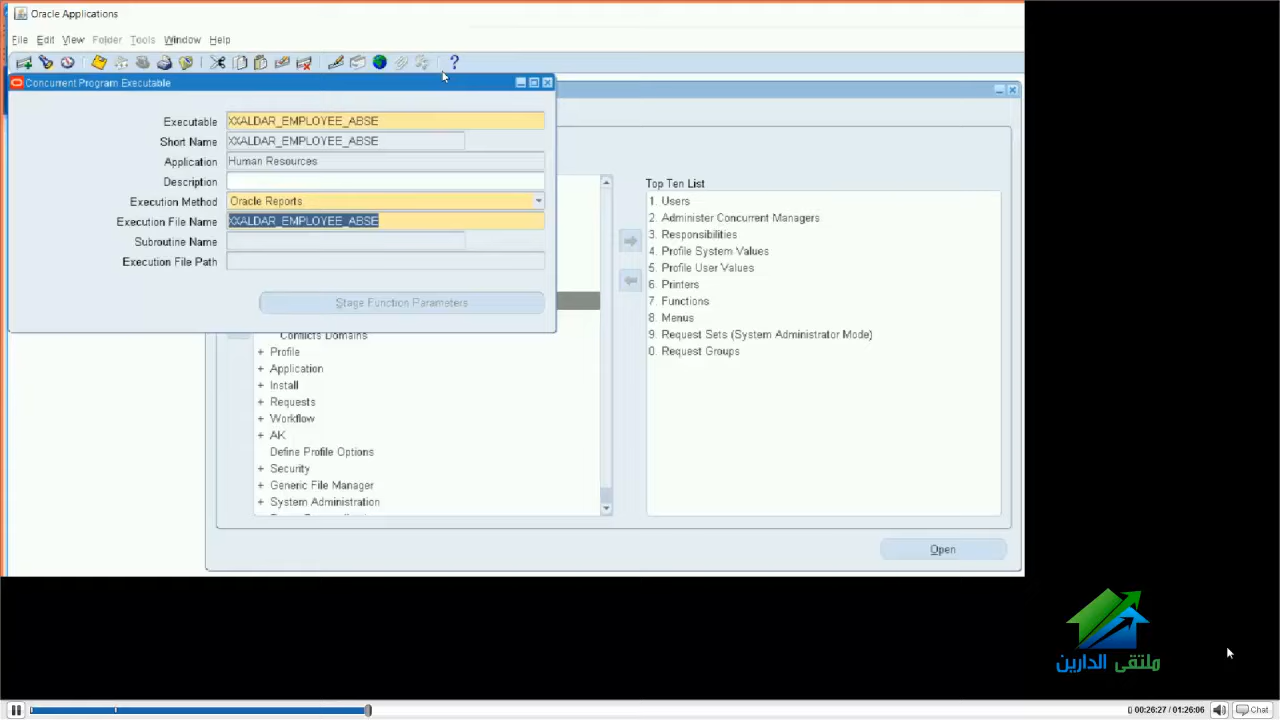 Oracle Applications
File Edit View Folder Tools Window Help
Concurrent Program Executable
Executable XXALDAR_EMPLOYEE_ABSE
Short Name XXALDAR_EMPLOYEE_ABSE
Application Human Resources
Description
Execution Method Oracle Reports
Execution File Name XXALDAR_EMPLOYEE_ABSE
Subroutine Name
Execution File Path
Stage Function Parameters
Conflicts Domains
+ Profile
+ Application
+ Install
+ Requests
+ Workflow
+ AK
Define Profile Options
+ Security
+ Generic File Manager
+ System Administration
Top Ten List
1. Users
2. Administer Concurrent Managers
3. Responsibilities
4. Profile System Values
5. Profile User Values
6. Printers
7. Functions
8. Menus
9. Request Sets (System Administrator Mode)
0. Request Groups
Open
ملتقى الدارين
00:26:27 / 01:26:06 Chat